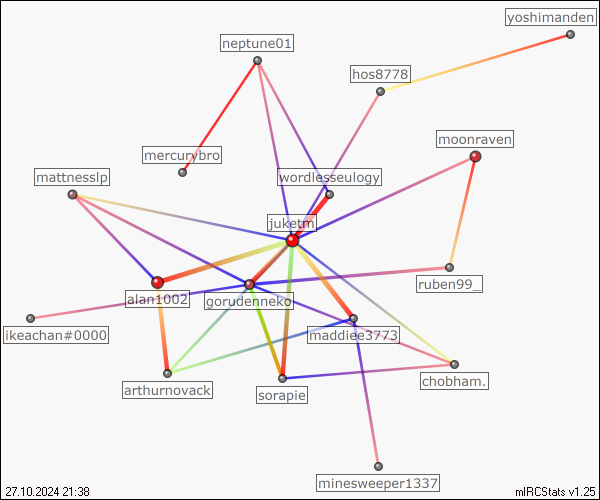 yoshimanden
neptune01
hos8778
moonraven
mercurybro
mattnesslp
wordlesseulogy
juketm
ruben99_
alan1002
gorudenneko
ikeachan#0000
maddiee3773
arthurnovack
sorapie
chobham.
minesweeper1337
27.10.2024 21:38
mIRCStats v1.25